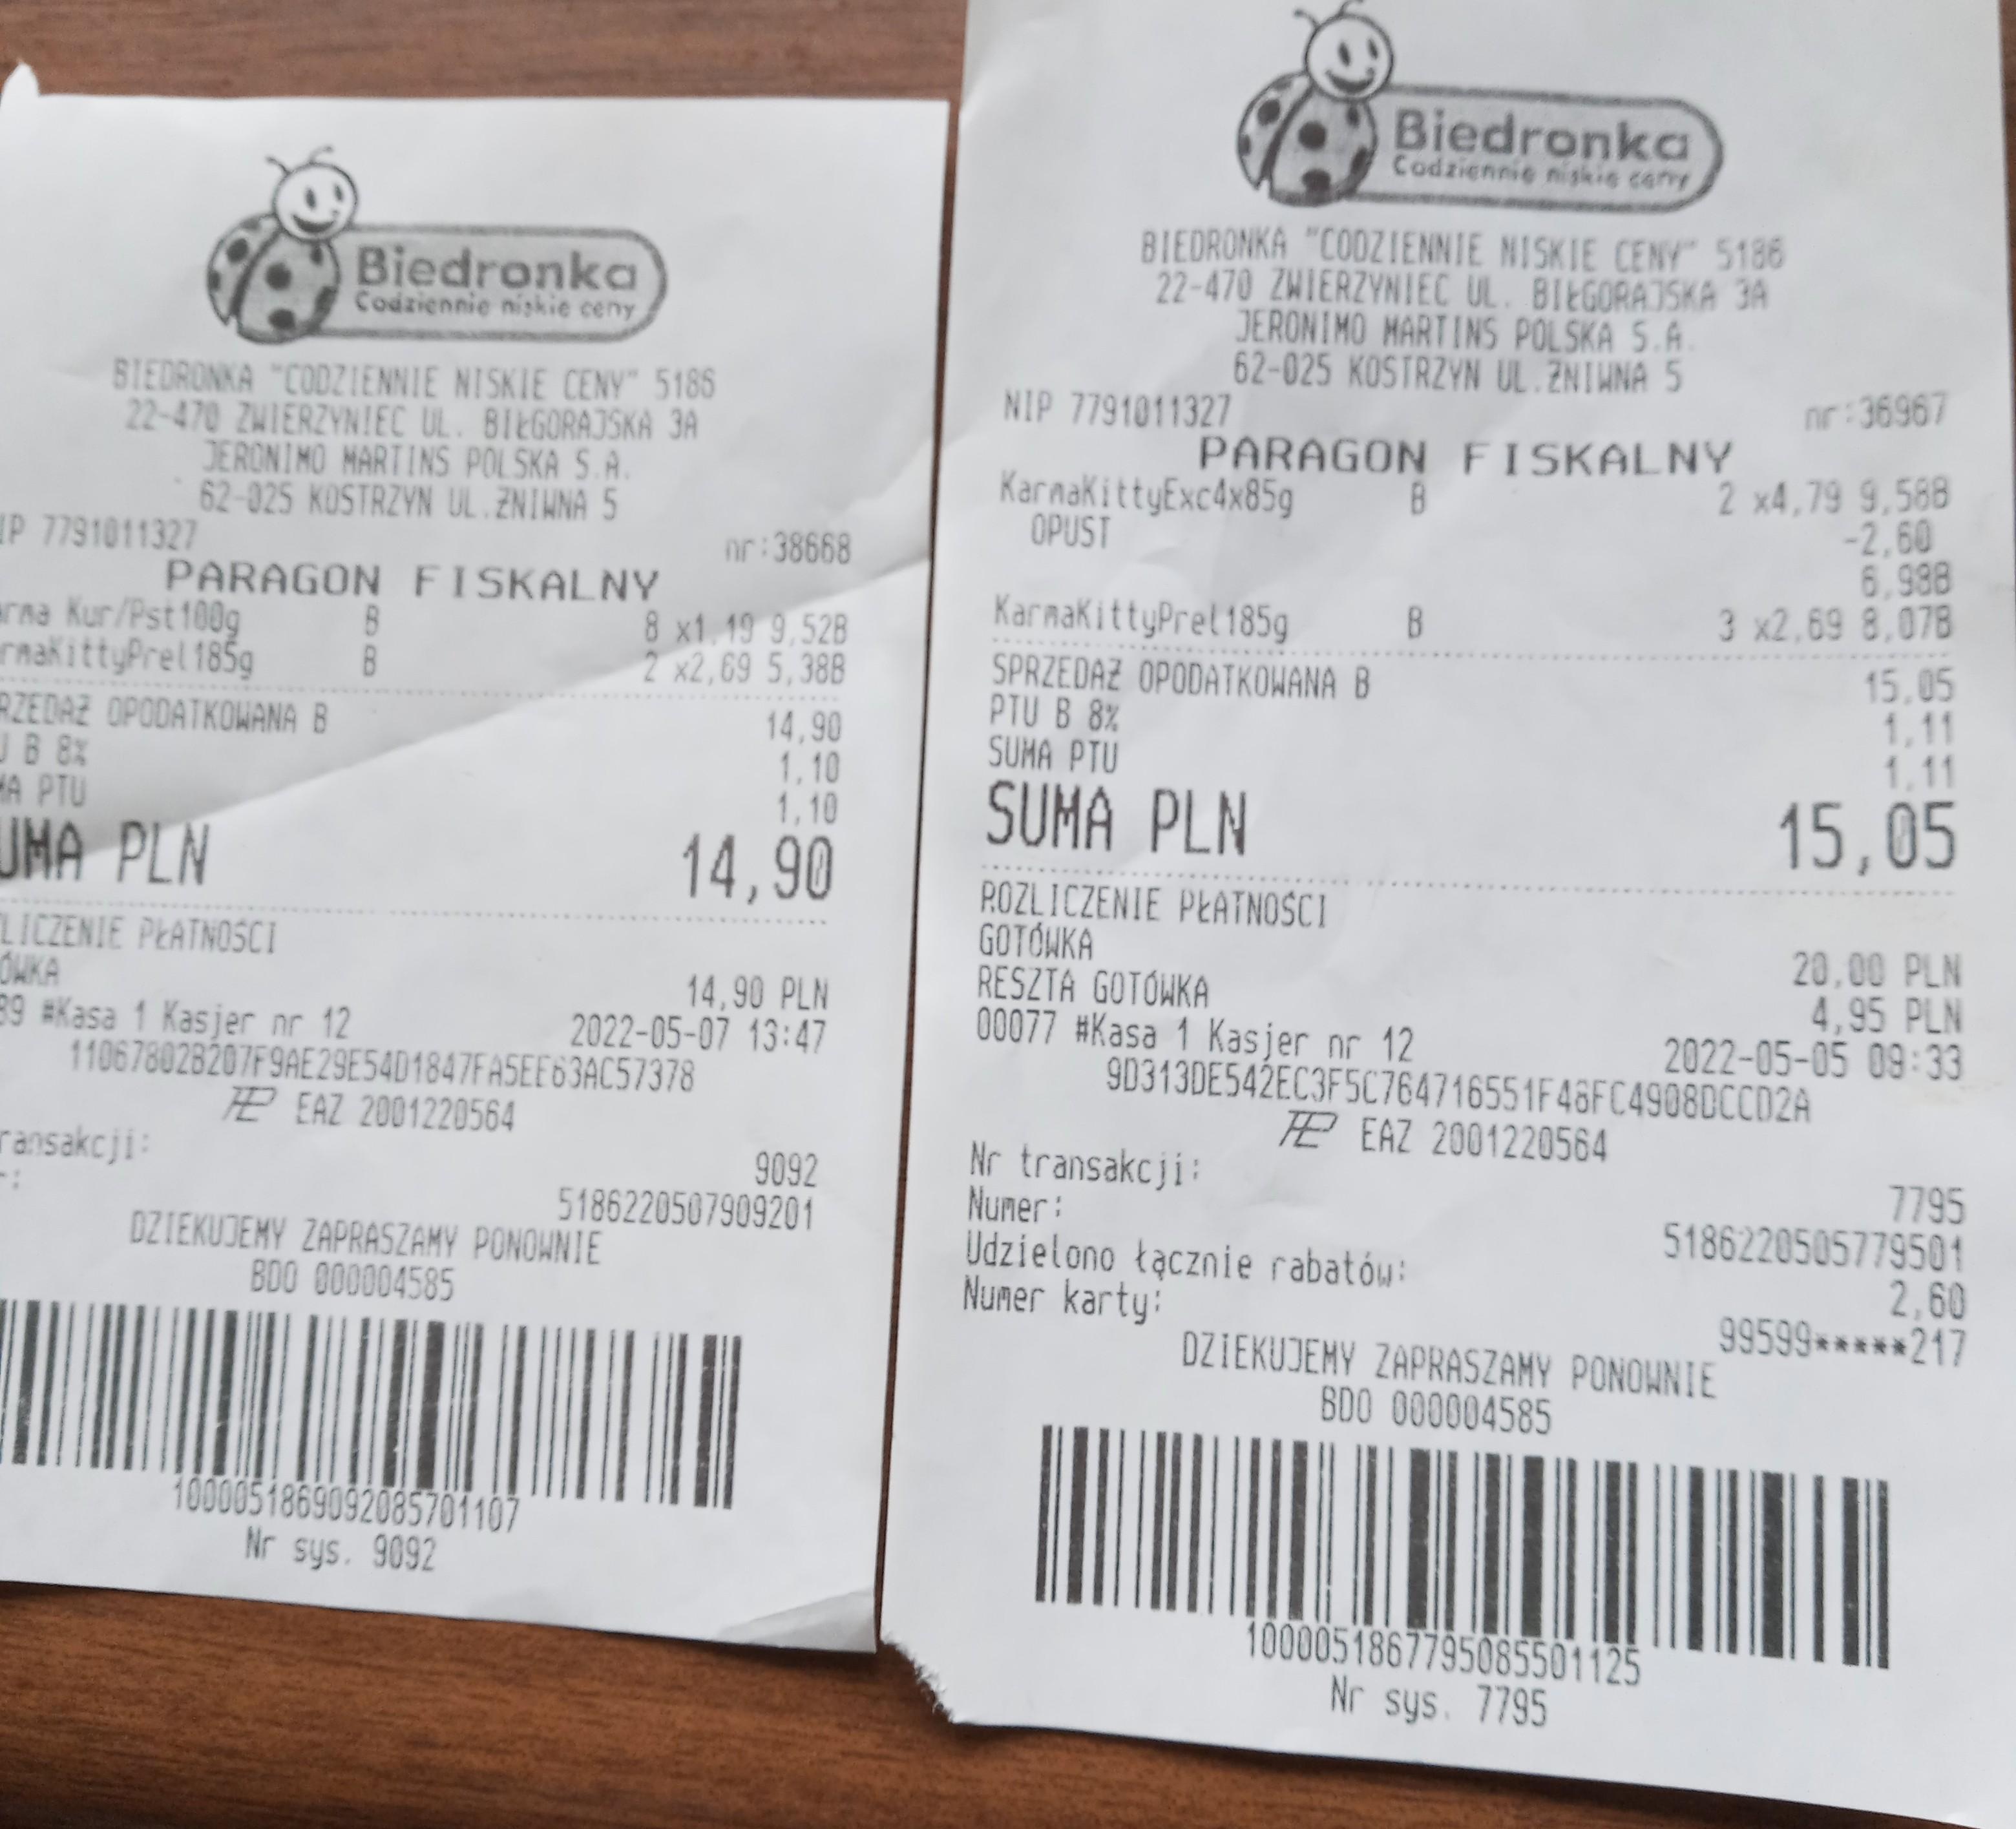 Biedronka
Codziennie niskie ceny
BIEDRONKA "CODZIENNIE NISKIE CENY" 5186
22-470 ZWIERZYNIEC UL. BIŁGORAJSKA 3A
JERONIMO MARTINS POLSKA S.A.
62-025 KOSTRZYN UL.ŻNIWNA 5
IP 7791011327
nr:38668
PARAGON FISKALNY
rma Kur/Pst100g B 8 x1,19 9,52B
rmaKittyPrel185g B 2 x2,69 5,38B
RZEDAŻ OPODATKOWANA B 14,90
U B 8% 1,10
MA PTU 1,10
UMA PLN 14,90
LICZENIE PŁATNOŚCI
ÓWKA 14,90 PLN
89 #Kasa 1 Kasjer nr 12 2022-05-07 13:47
11067802B207F9AE29E54D1847FA5EE63AC57378
EAZ 2001220564
ransakcji: 9092
5186220507909201
DZIEKUJEMY ZAPRASZAMY PONOWNIE
BDO 000004585
1000051869092085701107
Nr sys. 9092
Biedronka
Codziennie niskie ceny
BIEDRONKA "CODZIENNIE NISKIE CENY" 5186
22-470 ZWIERZYNIEC UL. BIŁGORAJSKA 3A
JERONIMO MARTINS POLSKA S.A.
62-025 KOSTRZYN UL.ŻNIWNA 5
NIP 7791011327
nr:36967
PARAGON FISKALNY
KarmaKittyExc4x85g B 2 x4,79 9,58B
OPUST -2,60
6,98B
KarmaKittyPrel185g B 3 x2,69 8,07B
SPRZEDAŻ OPODATKOWANA B 15,05
PTU B 8% 1,11
SUMA PTU 1,11
SUMA PLN 15,05
ROZLICZENIE PŁATNOŚCI
GOTÓWKA 20,00 PLN
RESZTA GOTÓWKA 4,95 PLN
00077 #Kasa 1 Kasjer nr 12 2022-05-05 09:33
9D313DE542EC3F5C764716551F46FC4908DCCD2A
EAZ 2001220564
Nr transakcji: 7795
Numer: 5186220505779501
Udzielono łącznie rabatów: 2,60
Numer karty: 99599*****217
DZIEKUJEMY ZAPRASZAMY PONOWNIE
BDO 000004585
1000051867795085501125
Nr sys. 7795